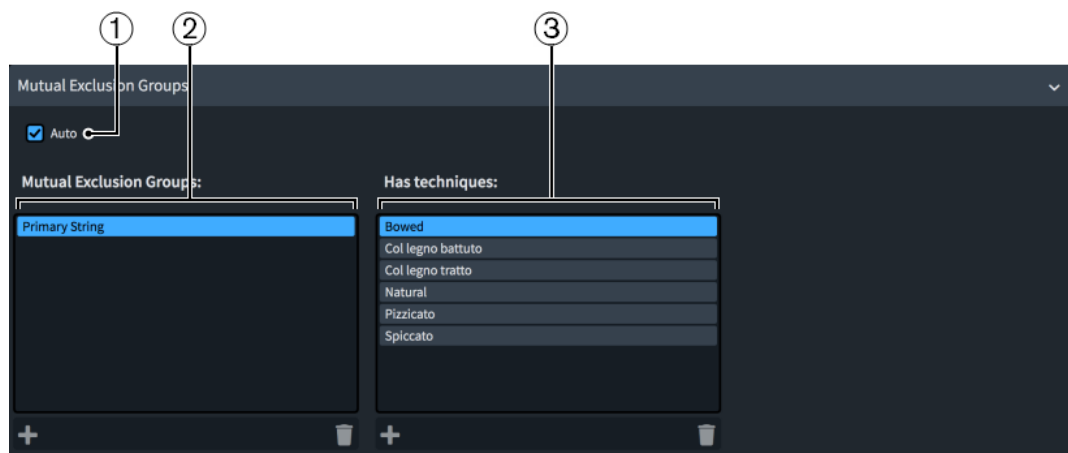 1 2 3
Mutual Exclusion Groups
Auto
Mutual Exclusion Groups: Has techniques:
Primary String Bowed
Col legno battuto
Col legno tratto
Natural
Pizzicato
Spiccato